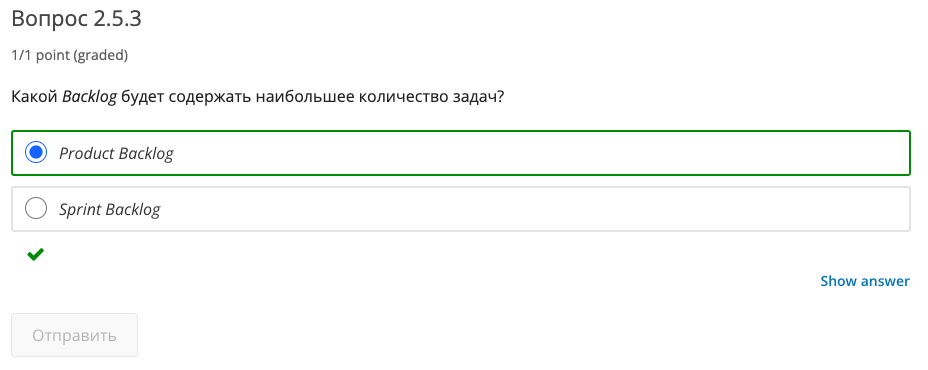 Вопрос 2.5.3
1/1 point (graded)
Какой Backlog будет содержать наибольшее количество задач?
Product Backlog
Sprint Backlog
Show answer
Отправить